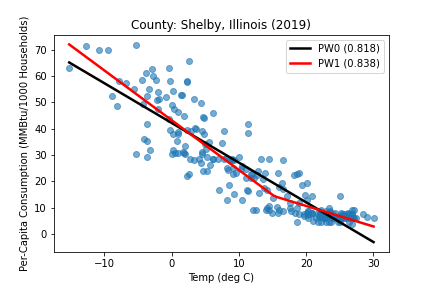 County: Shelby, Illinois (2019)
PW0 (0.818)
PW1 (0.838)
Per-Capita Consumption (MMBtu/1000 Households)
70
60
50
40
30
20
10
0
−10
0
10
20
30
Temp (deg C)